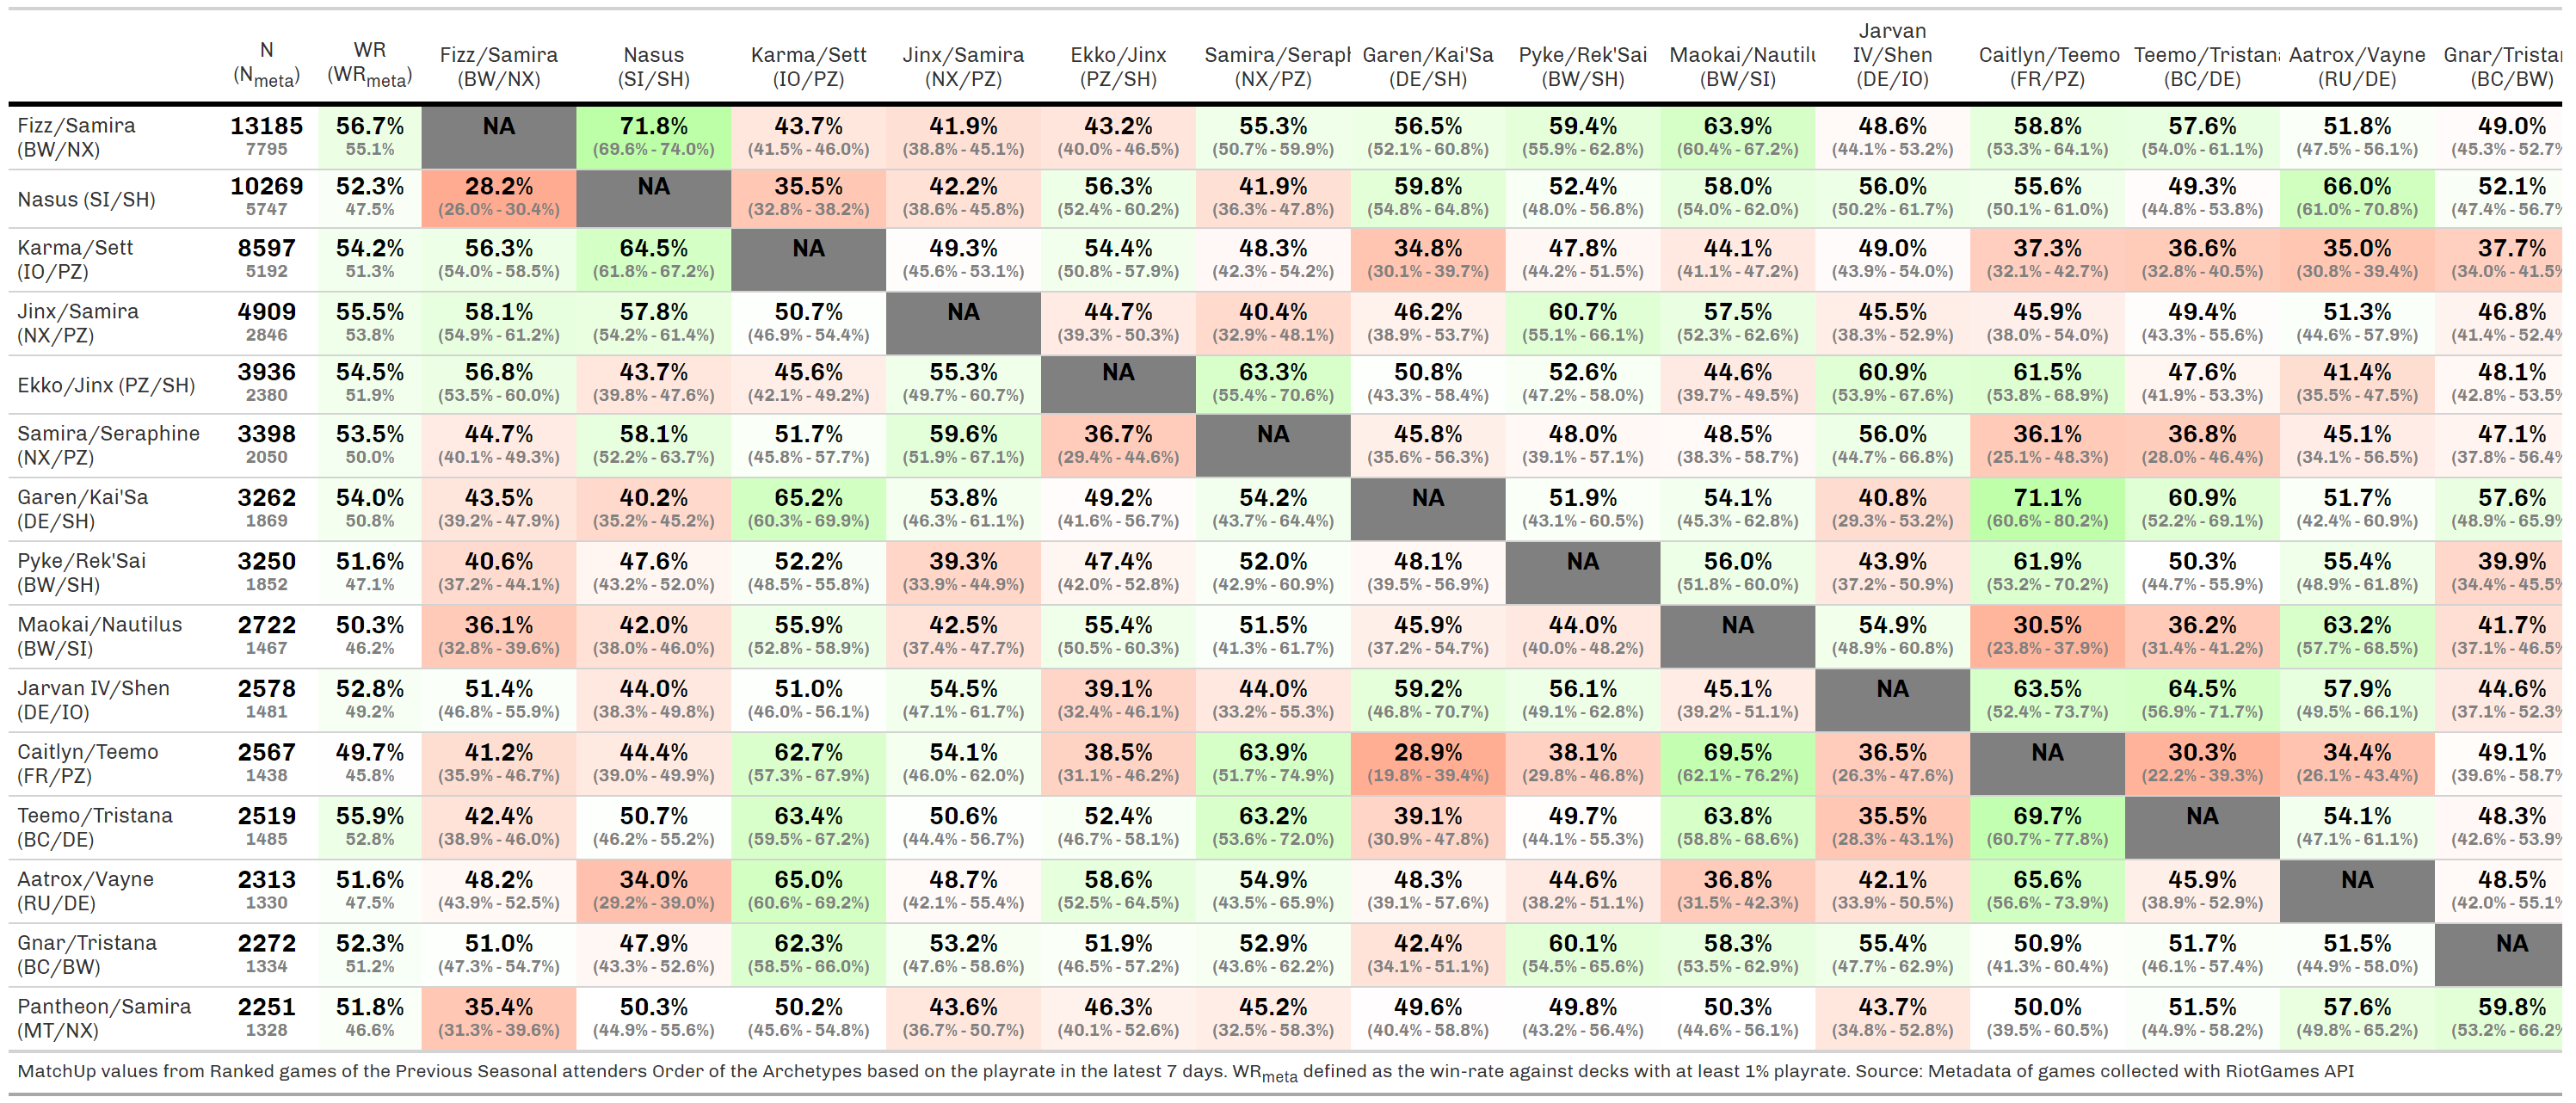 N (Nmeta) WR (WRmeta) Fizz/Samira (BW/NX) Nasus (SI/SH) Karma/Sett (IO/PZ) Jinx/Samira (NX/PZ) Ekko/Jinx (PZ/SH) Samira/Seraph (NX/PZ) Garen/Kai'Sa (DE/SH) Pyke/Rek'Sai (BW/SH) Maokai/Nautilu (BW/SI) Jarvan IV/Shen (DE/IO) Caitlyn/Teemo (FR/PZ) Teemo/Tristana (BC/DE) Aatrox/Vayne (RU/DE) Gnar/Tristan (BC/BW)
Fizz/Samira 13185 56.7% NA 71.8% 43.7% 41.9% 43.2% 55.3% 56.5% 59.4% 63.9% 48.6% 58.8% 57.6% 51.8% 49.0%
(BW/NX) 7795 55.1% (69.6% - 74.0%) (41.5% - 46.0%) (38.8% - 45.1%) (40.0% - 46.5%) (50.7% - 59.9%) (52.1% - 60.8%) (55.9% - 62.8%) (60.4% - 67.2%) (44.1% - 53.2%) (53.3% - 64.1%) (54.0% - 61.1%) (47.5% - 56.1%) (45.3% - 52.7%
Nasus (SI/SH) 10269 52.3% 28.2% NA 35.5% 42.2% 56.3% 41.9% 59.8% 52.4% 58.0% 56.0% 55.6% 49.3% 66.0% 52.1%
5747 47.5% (26.0% - 30.4%) (32.8% - 38.2%) (38.6% - 45.8%) (52.4% - 60.2%) (36.3% - 47.8%) (54.8% - 64.8%) (48.0% - 56.8%) (54.0% - 62.0%) (50.2% - 61.7%) (50.1% - 61.0%) (44.8% - 53.8%) (61.0% - 70.8%) (47.4% - 56.7%
Karma/Sett 8597 54.2% 56.3% 64.5% NA 49.3% 54.4% 48.3% 34.8% 47.8% 44.1% 49.0% 37.3% 36.6% 35.0% 37.7%
(IO/PZ) 5192 51.3% (54.0% - 58.5%) (61.8% - 67.2%) (45.6% - 53.1%) (50.8% - 57.9%) (42.3% - 54.2%) (30.1% - 39.7%) (44.2% - 51.5%) (41.1% - 47.2%) (43.9% - 54.0%) (32.1% - 42.7%) (32.8% - 40.5%) (30.8% - 39.4%) (34.0% - 41.5%
Jinx/Samira 4909 55.5% 58.1% 57.8% 50.7% NA 44.7% 40.4% 46.2% 60.7% 57.5% 45.5% 45.9% 49.4% 51.3% 46.8%
(NX/PZ) 2846 53.8% (54.9% - 61.2%) (54.2% - 61.4%) (46.9% - 54.4%) (39.3% - 50.3%) (32.9% - 48.1%) (38.9% - 53.7%) (55.1% - 66.1%) (52.3% - 62.6%) (38.3% - 52.9%) (38.0% - 54.0%) (43.3% - 55.6%) (44.6% - 57.9%) (41.4% - 52.4%
Ekko/Jinx (PZ/SH) 3936 54.5% 56.8% 43.7% 45.6% 55.3% NA 63.3% 50.8% 52.6% 44.6% 60.9% 61.5% 47.6% 41.4% 48.1%
2380 51.9% (53.5% - 60.0%) (39.8% - 47.6%) (42.1% - 49.2%) (49.7% - 60.7%) (55.4% - 70.6%) (43.3% - 58.4%) (47.2% - 58.0%) (39.7% - 49.5%) (53.9% - 67.6%) (53.8% - 68.9%) (41.9% - 53.3%) (35.5% - 47.5%) (42.8% - 53.5%
Samira/Seraphine 3398 53.5% 44.7% 58.1% 51.7% 59.6% 36.7% NA 45.8% 48.0% 48.5% 56.0% 36.1% 36.8% 45.1% 47.1%
(NX/PZ) 2050 50.0% (40.1% - 49.3%) (52.2% - 63.7%) (45.8% - 57.7%) (51.9% - 67.1%) (29.4% - 44.6%) (35.6% - 56.3%) (39.1% - 57.1%) (38.3% - 58.7%) (44.7% - 66.8%) (25.1% - 48.3%) (28.0% - 46.4%) (34.1% - 56.5%) (37.8% - 56.4%
Garen/Kai'Sa 3262 54.0% 43.5% 40.2% 65.2% 53.8% 49.2% 54.2% NA 51.9% 54.1% 40.8% 71.1% 60.9% 51.7% 57.6%
(DE/SH) 1869 50.8% (39.2% - 47.9%) (35.2% - 45.2%) (60.3% - 69.9%) (46.3% - 61.1%) (41.6% - 56.7%) (43.7% - 64.4%) (43.1% - 60.5%) (45.3% - 62.8%) (29.3% - 53.2%) (60.6% - 80.2%) (52.2% - 69.1%) (42.4% - 60.9%) (48.9% - 65.9%
Pyke/Rek'Sai 3250 51.6% 40.6% 47.6% 52.2% 39.3% 47.4% 52.0% 48.1% NA 56.0% 43.9% 61.9% 50.3% 55.4% 39.9%
(BW/SH) 1852 47.1% (37.2% - 44.1%) (43.2% - 52.0%) (48.5% - 55.8%) (33.9% - 44.9%) (42.0% - 52.8%) (42.9% - 60.9%) (39.5% - 56.9%) (51.8% - 60.0%) (37.2% - 50.9%) (53.2% - 70.2%) (44.7% - 55.9%) (48.9% - 61.8%) (34.4% - 45.5%
Maokai/Nautilus 2722 50.3% 36.1% 42.0% 55.9% 42.5% 55.4% 51.5% 45.9% 44.0% NA 54.9% 30.5% 36.2% 63.2% 41.7%
(BW/SI) 1467 46.2% (32.8% - 39.6%) (38.0% - 46.0%) (52.8% - 58.9%) (37.4% - 47.7%) (50.5% - 60.3%) (41.3% - 61.7%) (37.2% - 54.7%) (40.0% - 48.2%) (48.9% - 60.8%) (23.8% - 37.9%) (31.4% - 41.2%) (57.7% - 68.5%) (37.1% - 46.5%
Jarvan IV/Shen 2578 52.8% 51.4% 44.0% 51.0% 54.5% 39.1% 44.0% 59.2% 56.1% 45.1% NA 63.5% 64.5% 57.9% 44.6%
(DE/IO) 1481 49.2% (46.8% - 55.9%) (38.3% - 49.8%) (46.0% - 56.1%) (47.1% - 61.7%) (32.4% - 46.1%) (33.2% - 55.3%) (46.8% - 70.7%) (49.1% - 62.8%) (39.2% - 51.1%) (52.4% - 73.7%) (56.9% - 71.7%) (49.5% - 66.1%) (37.1% - 52.3%
Caitlyn/Teemo 2567 49.7% 41.2% 44.4% 62.7% 54.1% 38.5% 63.9% 28.9% 38.1% 69.5% 36.5% NA 30.3% 34.4% 49.1%
(FR/PZ) 1438 45.8% (35.9% - 46.7%) (39.0% - 49.9%) (57.3% - 67.9%) (46.0% - 62.0%) (31.1% - 46.2%) (51.7% - 74.9%) (19.8% - 39.4%) (29.8% - 46.8%) (62.1% - 76.2%) (26.3% - 47.6%) (22.2% - 39.3%) (26.1% - 43.4%) (39.6% - 58.7%
Teemo/Tristana 2519 55.9% 42.4% 50.7% 63.4% 50.6% 52.4% 63.2% 39.1% 49.7% 63.8% 35.5% 69.7% NA 54.1% 48.3%
(BC/DE) 1485 52.8% (38.9% - 46.0%) (46.2% - 55.2%) (59.5% - 67.2%) (44.4% - 56.7%) (46.7% - 58.1%) (53.6% - 72.0%) (30.9% - 47.8%) (44.1% - 55.3%) (58.8% - 68.6%) (28.3% - 43.1%) (60.7% - 77.8%) (47.1% - 61.1%) (42.6% - 53.9%
Aatrox/Vayne 2313 51.6% 48.2% 34.0% 65.0% 48.7% 58.6% 54.9% 48.3% 44.6% 36.8% 42.1% 65.6% 45.9% NA 48.5%
(RU/DE) 1330 47.5% (43.9% - 52.5%) (29.2% - 39.0%) (60.6% - 69.2%) (42.1% - 55.4%) (52.5% - 64.5%) (43.5% - 65.9%) (39.1% - 57.6%) (38.2% - 51.1%) (31.5% - 42.3%) (33.9% - 50.5%) (56.6% - 73.9%) (38.9% - 52.9%) (42.0% - 55.1%
Gnar/Tristana 2272 52.3% 51.0% 47.9% 62.3% 53.2% 51.9% 52.9% 42.4% 60.1% 58.3% 55.4% 50.9% 51.7% 51.5% NA
(BC/BW) 1334 51.2% (47.3% - 54.7%) (43.3% - 52.6%) (58.5% - 66.0%) (47.6% - 58.6%) (46.5% - 57.2%) (43.6% - 62.2%) (34.1% - 51.1%) (54.5% - 65.6%) (53.5% - 62.9%) (47.7% - 62.9%) (41.3% - 60.4%) (46.1% - 57.4%) (44.9% - 58.0%)
Pantheon/Samira 2251 51.8% 35.4% 50.3% 50.2% 43.6% 46.3% 45.2% 49.6% 49.8% 50.3% 43.7% 50.0% 51.5% 57.6% 59.8%
(MT/NX) 1328 46.6% (31.3% - 39.6%) (44.9% - 55.6%) (45.6% - 54.8%) (36.7% - 50.7%) (40.1% - 52.6%) (32.5% - 58.3%) (40.4% - 58.8%) (43.2% - 56.4%) (44.6% - 56.1%) (34.8% - 52.8%) (39.5% - 60.5%) (44.9% - 58.2%) (49.8% - 65.2%) (53.2% - 66.2%
MatchUp values from Ranked games of the Previous Seasonal attenders Order of the Archetypes based on the playrate in the latest 7 days. WRmeta defined as the win-rate against decks with at least 1% playrate. Source: Metadata of games collected with RiotGames API